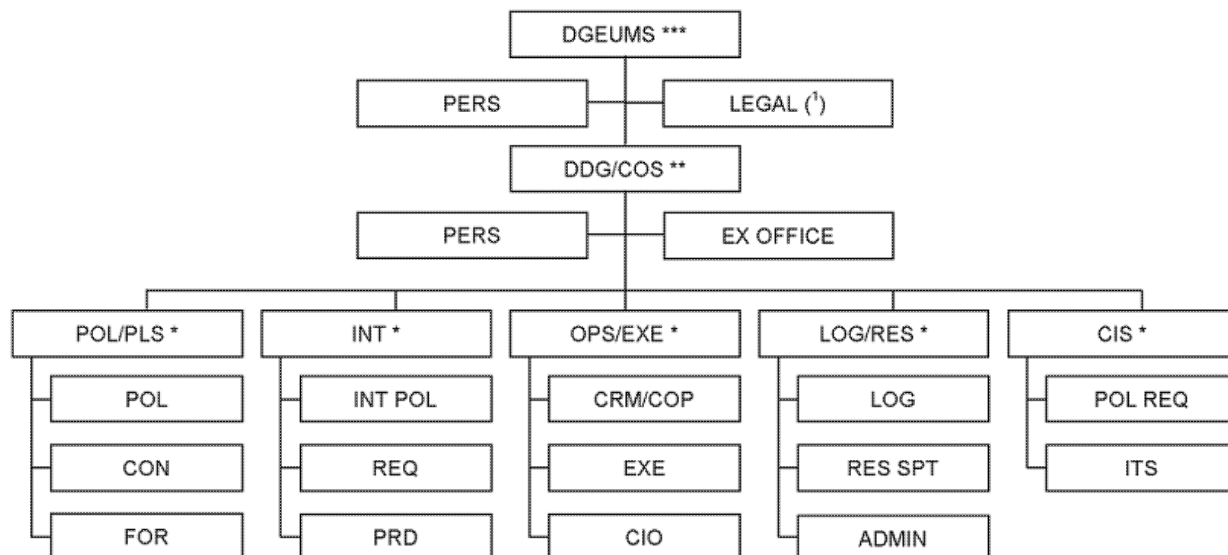 DGEUMS ***
PERS
LEGAL (¹)
DDG/COS **
PERS
EX OFFICE
POL/PLS *
INT *
OPS/EXE *
LOG/RES *
CIS *
POL
INT POL
CRM/COP
LOG
POL REQ
CON
REQ
EXE
RES SPT
ITS
FOR
PRD
CIO
ADMIN